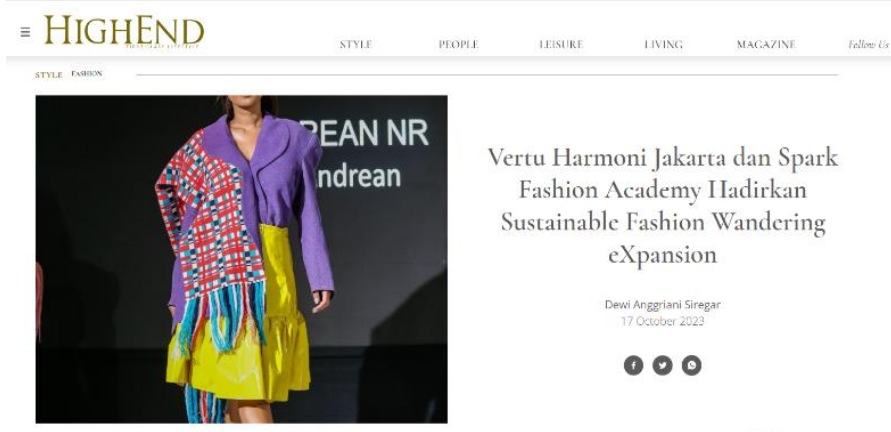 HIGHEND
STYLE PEOPLE LEISURE LIVING MAGAZINE Follow Us
STYLE FASHION
REAN NR
ndrean
Vertu Harmoni Jakarta dan Spark
Fashion Academy Hadirkan
Sustainable Fashion Wandering
eXpansion
Dewi Anggriani Siregar
17 October 2023